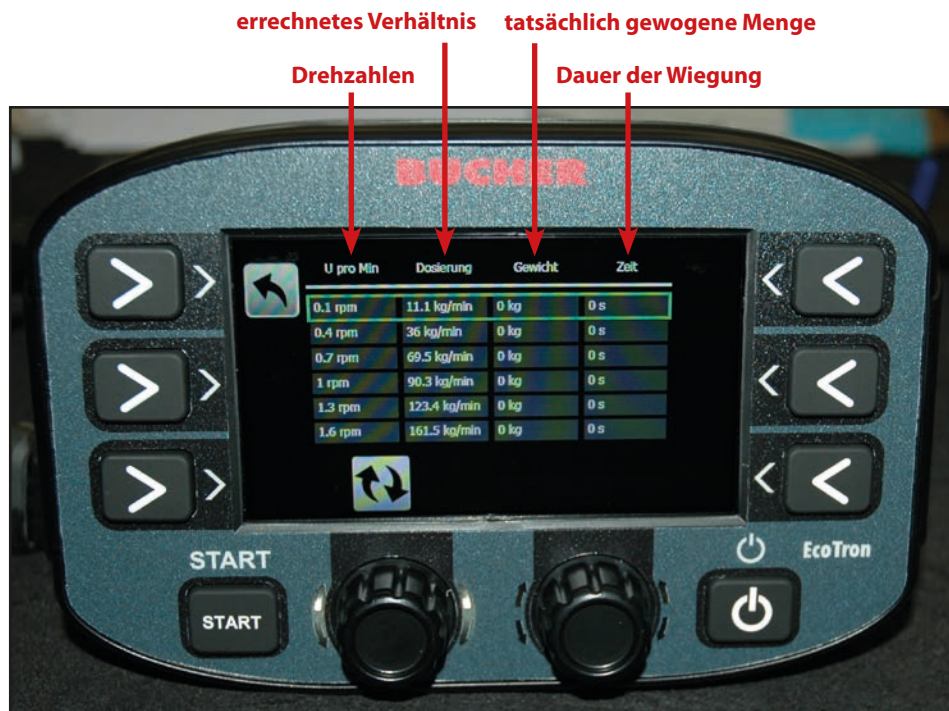 errechnetes Verhältnis tatsächlich gewogene Menge
Drehzahlen Dauer der Wiegung
BUCHER
U pro Min Dosierung Gewicht Zeit
0.1 rpm 11.1 kg/min 0 kg 0 s
0.4 rpm 36 kg/min 0 kg 0 s
0.7 rpm 69.5 kg/min 0 kg 0 s
1 rpm 90.3 kg/min 0 kg 0 s
1.3 rpm 123.4 kg/min 0 kg 0 s
1.6 rpm 161.5 kg/min 0 kg 0 s
START EcoTron
START